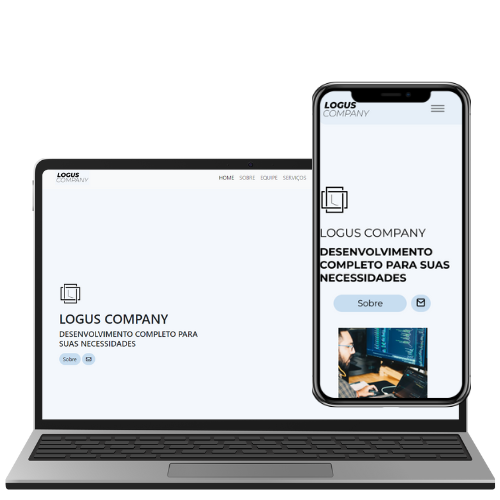 LOGUS
COMPANY
HOME SOBRE EQUIPE SERVIÇOS
LOGUS COMPANY
DESENVOLVIMENTO COMPLETO PARA
SUAS NECESSIDADES
Sobre
LOGUS
COMPANY
LOGUS COMPANY
DESENVOLVIMENTO
COMPLETO PARA SUAS
NECESSIDADES
Sobre